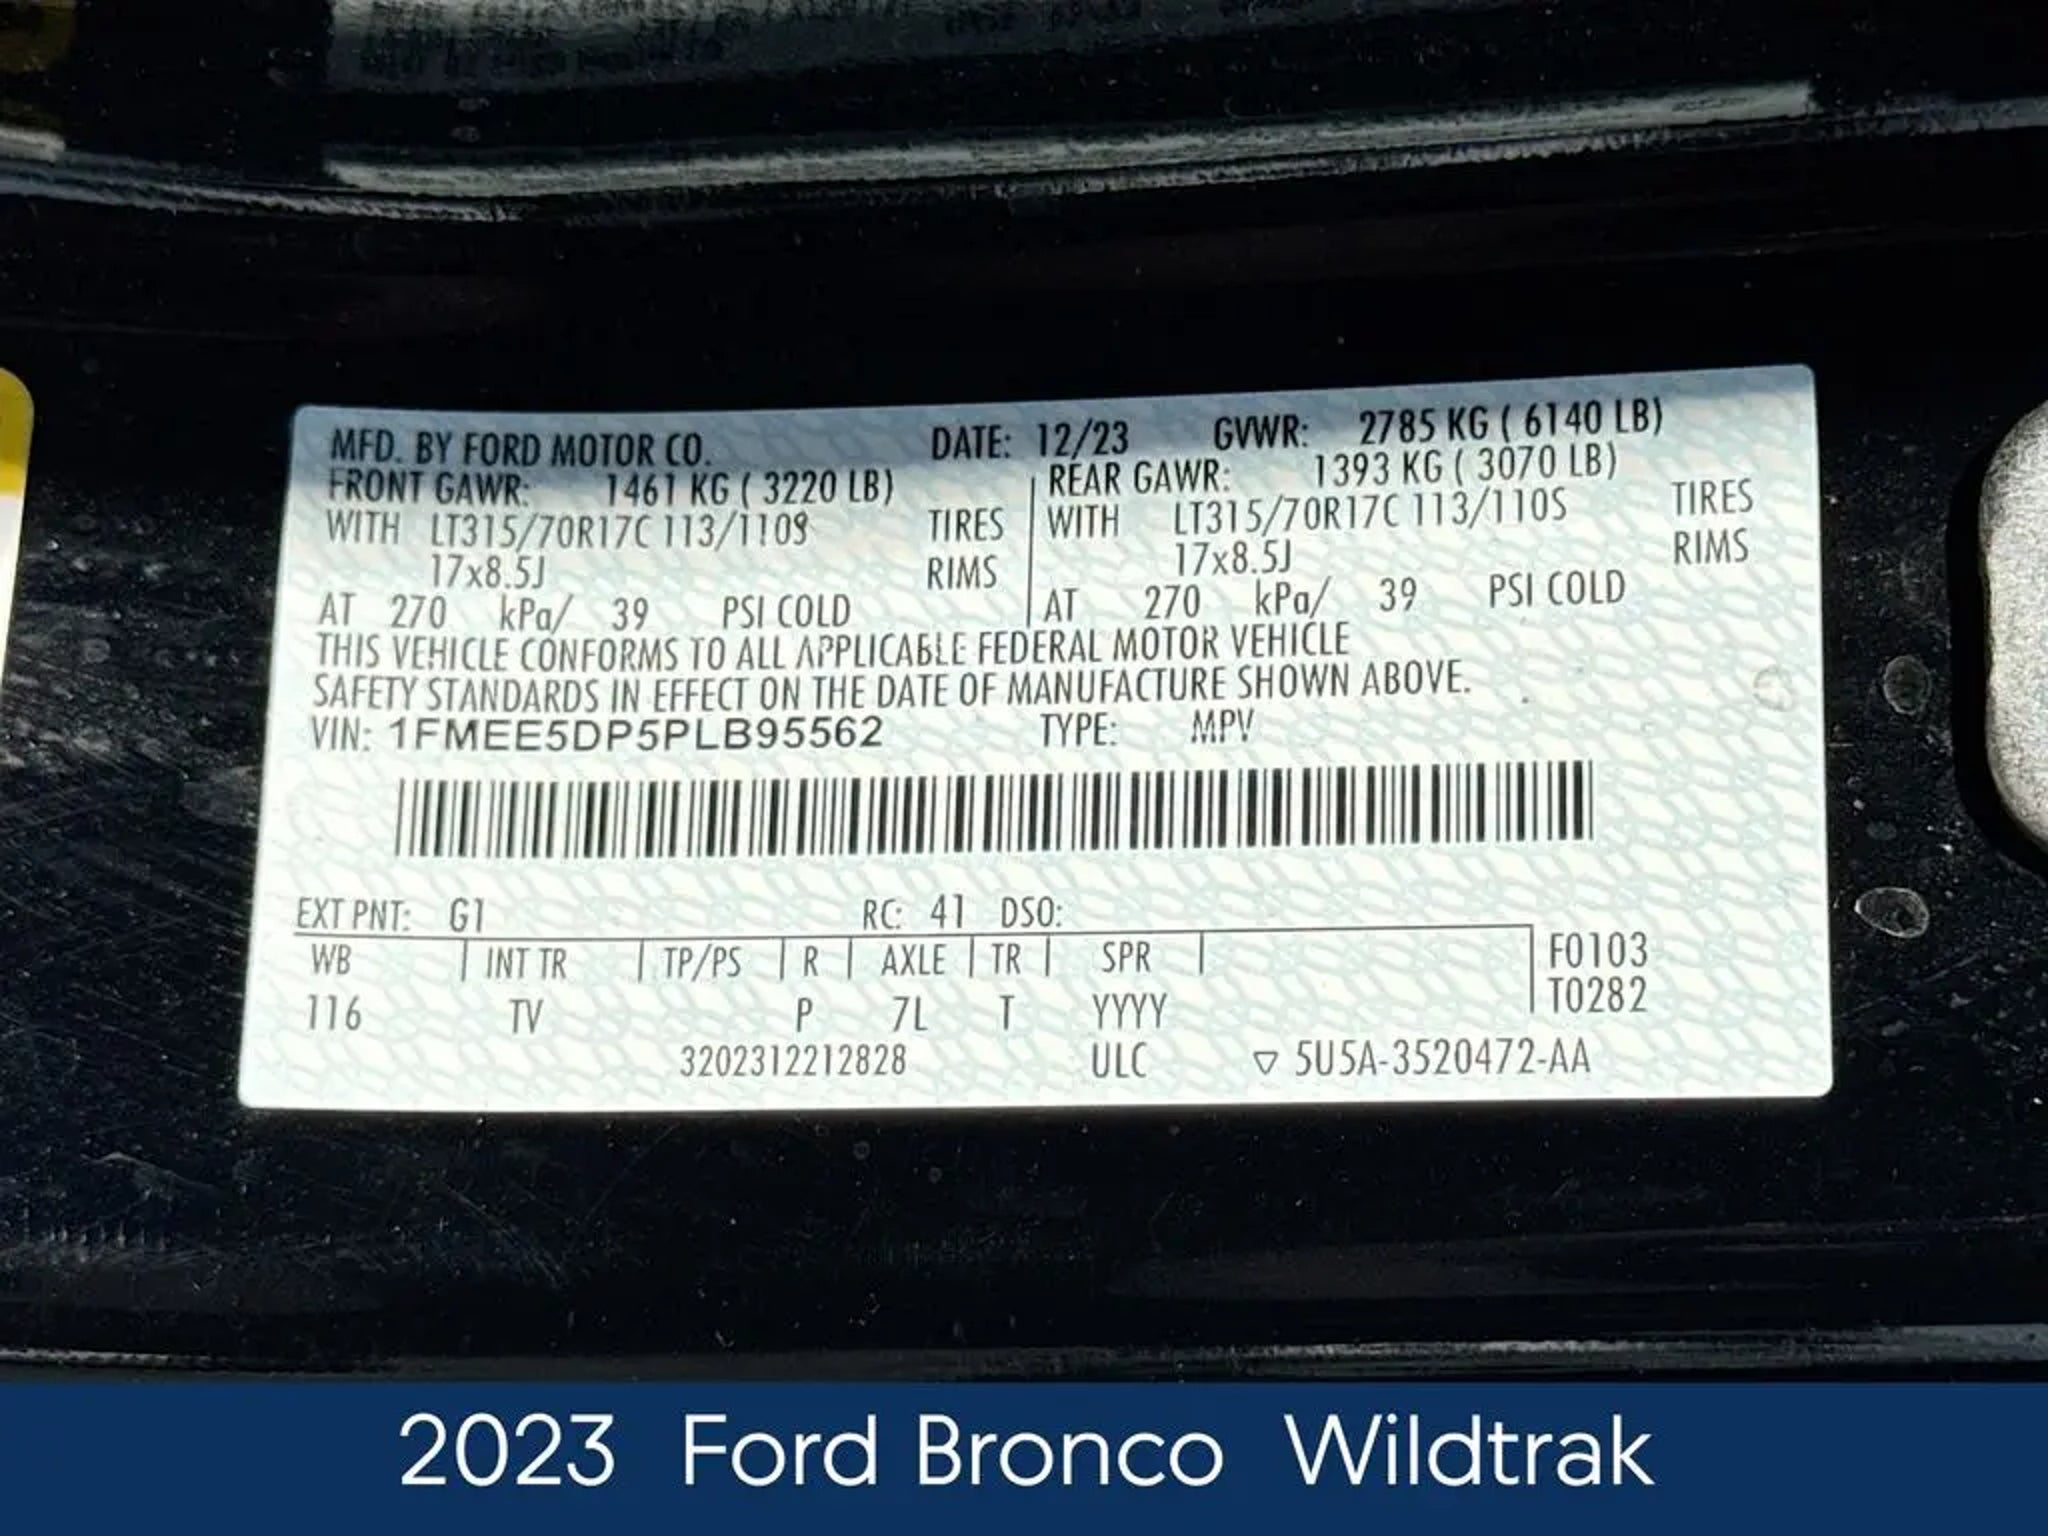 MFD. BY FORD MOTOR CO. DATE: 12/23 GVWR: 2785 KG ( 6140 LB)
FRONT GAWR: 1461 KG ( 3220 LB) REAR GAWR: 1393 KG ( 3070 LB)
WITH LT315/70R17C 113/110S TIRES WITH LT315/70R17C 113/110S TIRES
17x8.5J RIMS 17x8.5J RIMS
AT 270 kPa/ 39 PSI COLD AT 270 kPa/ 39 PSI COLD
THIS VEHICLE CONFORMS TO ALL APPLICABLE FEDERAL MOTOR VEHICLE
SAFETY STANDARDS IN EFFECT ON THE DATE OF MANUFACTURE SHOWN ABOVE.
VIN: 1FMEE5DP5PLB95562 TYPE: MPV
EXT PNT: G1 RC: 41 DSO:
WB INT TR TP/PS R AXLE TR SPR F0103
116 TV P 7L T YYYY T0282
3202312212828 ULC ▽ 5U5A-3520472-AA
2023 Ford Bronco Wildtrak